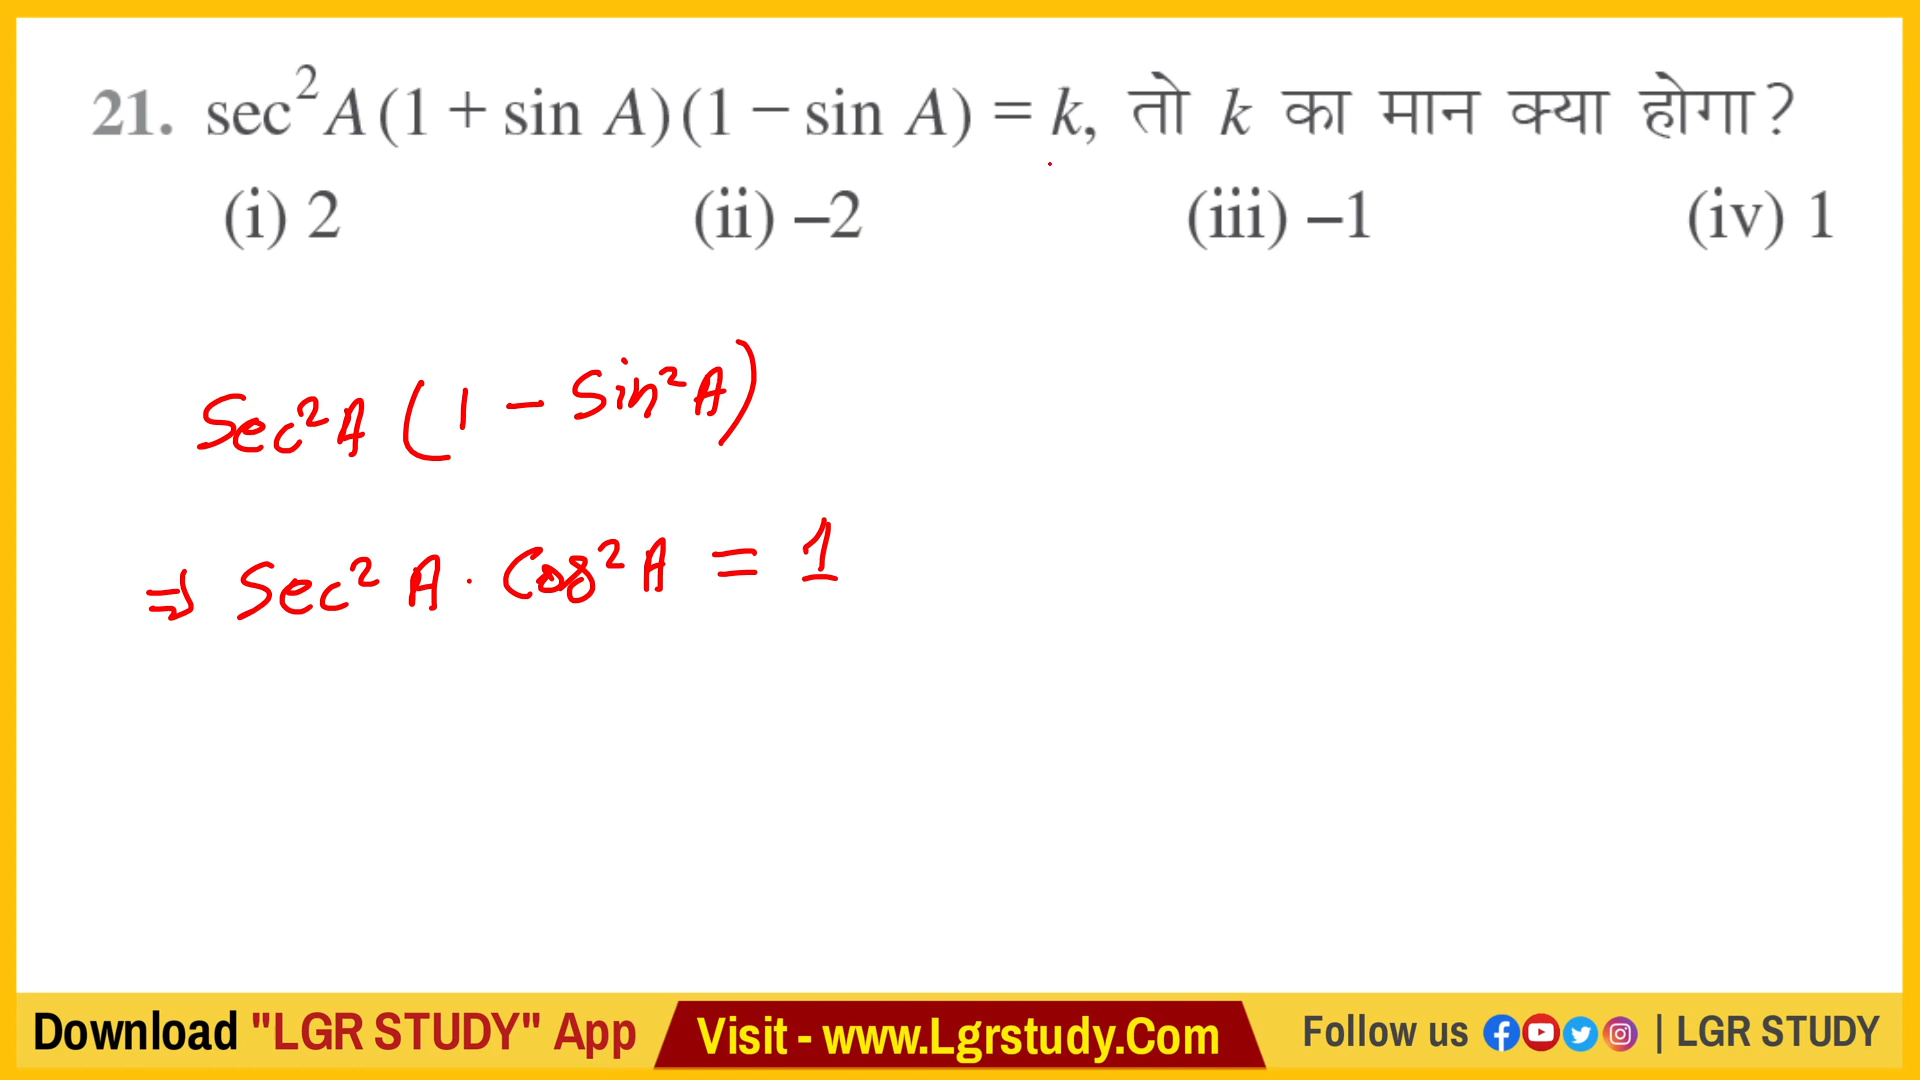 21. sec²A(1 + sin A)(1 − sin A) = k, तो k का मान क्या होगा?
(i) 2 (ii) –2 (iii) –1 (iv) 1
Sec²A (1 − Sin²A)
⇒ Sec²A . Cos²A = 1
Download "LGR STUDY" App Visit - www.Lgrstudy.Com Follow us | LGR STUDY